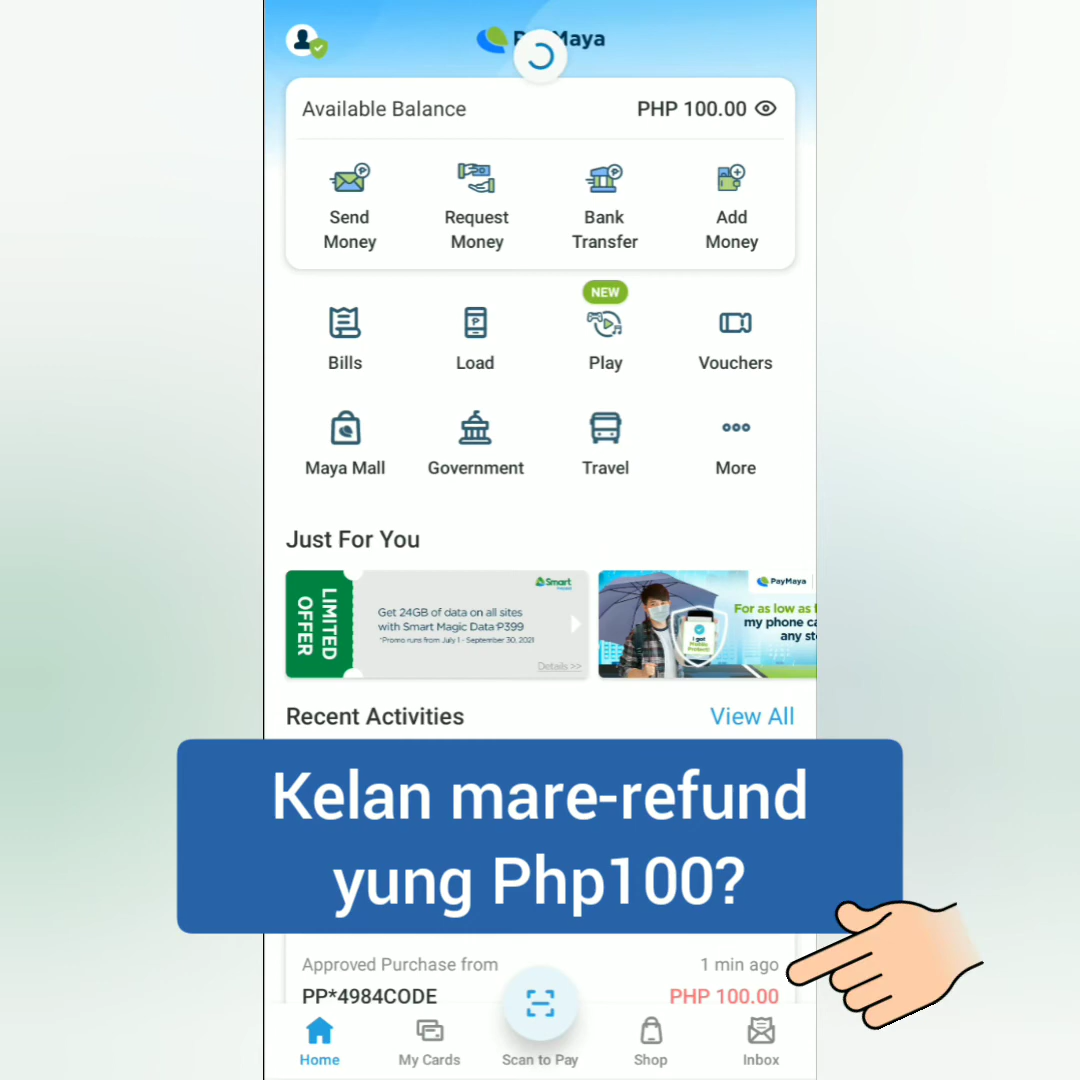 PayMaya
Available Balance PHP 100.00
Send Money
Request Money
Bank Transfer
Add Money
NEW
Bills
Load
Play
Vouchers
Maya Mall
Government
Travel
More
Just For You
LIMITED OFFER
Smart
Get 24GB of data on all sites
with Smart Magic Data P399
*Promo runs from July 1 - September 30, 2021
Details >>
PayMaya
For as low as
my phone
any
Recent Activities View All
Kelan mare-refund
yung Php100?
Approved Purchase from 1 min ago
PP*4984CODE PHP 100.00
Home
My Cards
Scan to Pay
Shop
Inbox